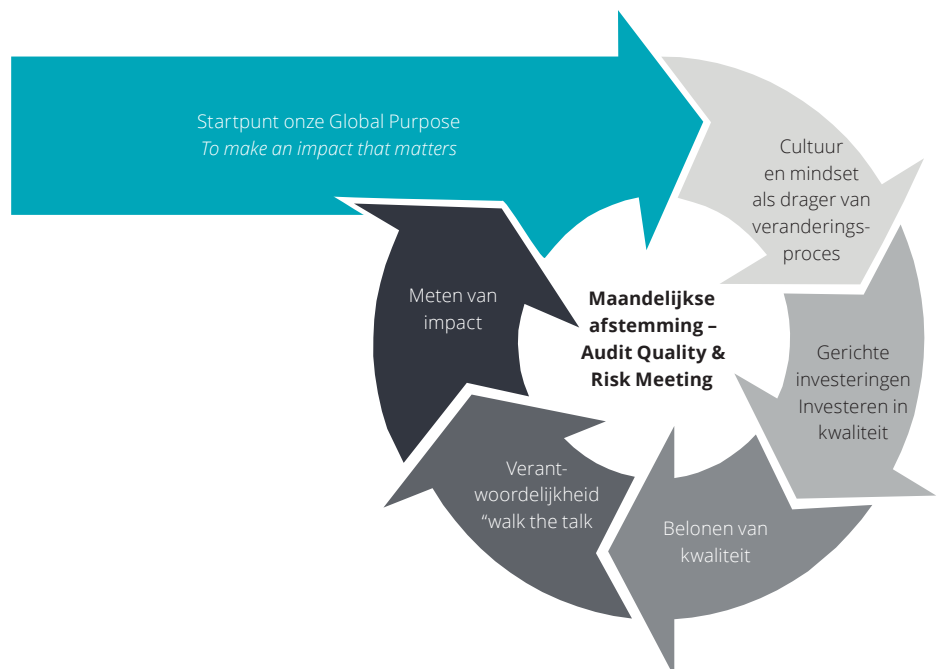 Startpunt onze Global Purpose
To make an impact that matters
Cultuur
en mindset
als drager van
veranderings-
proces
Gerichte
investeringen
Investeren in
kwaliteit
Belonen van
kwaliteit
Verant-
woordelijkheid
“walk the talk
Meten van
impact
Maandelijkse
afstemming –
Audit Quality &
Risk Meeting